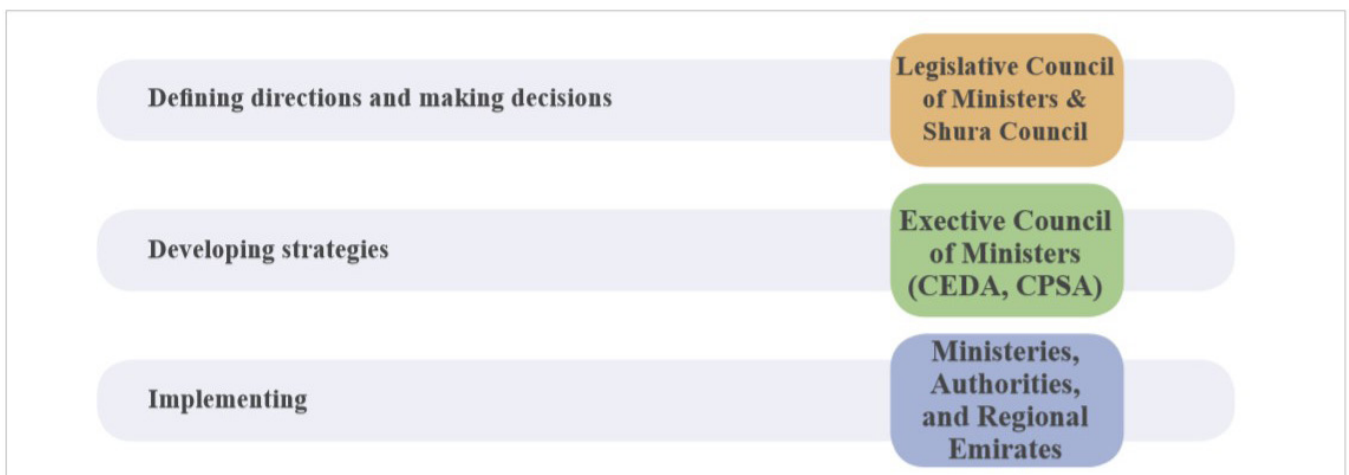 Defining directions and making decisions
Legislative Council
of Ministers &
Shura Council
Developing strategies
Exective Council
of Ministers
(CEDA, CPSA)
Implementing
Ministeries,
Authorities,
and Regional
Emirates